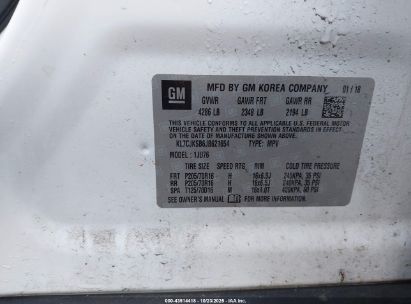 GM
MFD BY GM KOREA COMPANY 01/18
GVWR GAWR FRT GAWR RR
4286 LB 2348 LB 2194 LB
THIS VEHICLE CONFORMS TO ALL APPLICABLE U.S. FEDERAL
MOTOR VEHICLE SAFETY AND THEFT PREVENTION STANDARDS IN EFFECT
ON THE DATE OF MANUFACTURE SHOWN ABOVE.
TYPE: MPV
MODEL: 1JU76
TIRE SIZE SPEED RTG RIM COLD TIRE PRESSURE
FRT P205/70R16 H 16x6.5J 240KPA, 35 PSI
RR P205/70R16 H 16x6.5J 240KPA, 35 PSI
SPA T125/70D16 M 16x4.0T 420KPA, 60 PSI
SEE OWNER'S MANUAL FOR MORE INFORMATION.